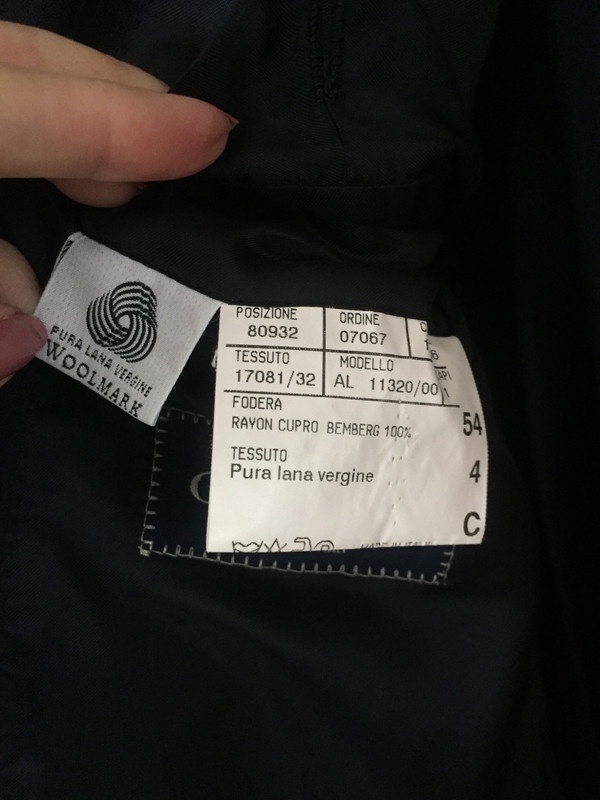 PURA LANA VERGINE
WOOLMARK
POSIZIONE
80932
ORDINE
07067
C
TESSUTO
17081/32
MODELLO
AL 11320/00
FODERA
RAYON CUPRO BEMBERG 100%
54
TESSUTO
Pura lana vergine
4
C